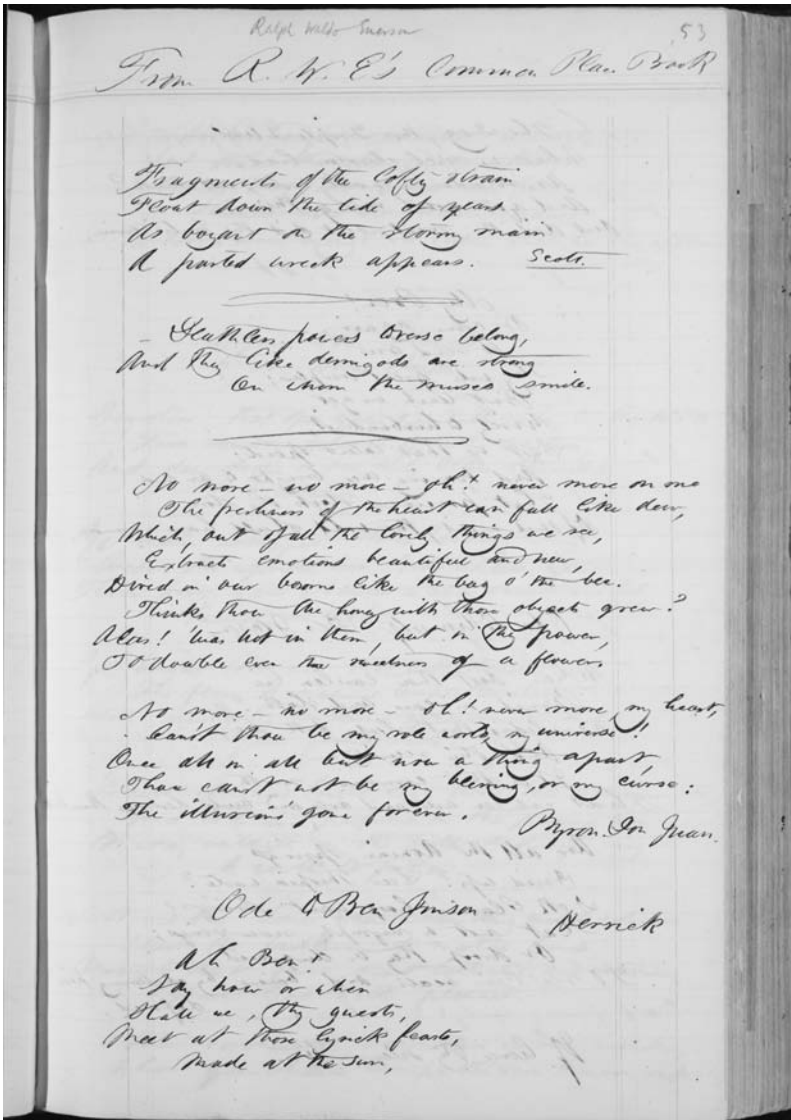 Ralph Waldo Emerson
53
From R. W. E's Common Place Book
Fragments of the lofty strain
Float down the tide of years
As buoyant on the stormy main
A parted wreck appears. Scott.
– Deathless powers to verse belong,
And they like demigods are strong
On whom the muses smile.
No more – no more – Oh! never more on me
The freshness of the heart can fall like dew,
Which, out of all the lovely things we see,
Extracts emotions beautiful and new,
Hived in our bosoms like the bag o' the bee.
Thinks thou the honey with those objects grew?
Alas! 'twas not in them, but in thy power,
To double even the sweetness of a flower.
No more – no more – Oh! never more, my heart,
Canst thou be my sole world, my universe!
Once all in all but now a thing apart,
Thou canst not be my blessing, or my curse:
The illusion's gone forever.
Byron. Don Juan.
Ode to Ben Jonson
Herrick
Ah Ben!
Say how or when
Shall we, thy guests,
Meet at those lyrick feasts,
Made at the Sun,